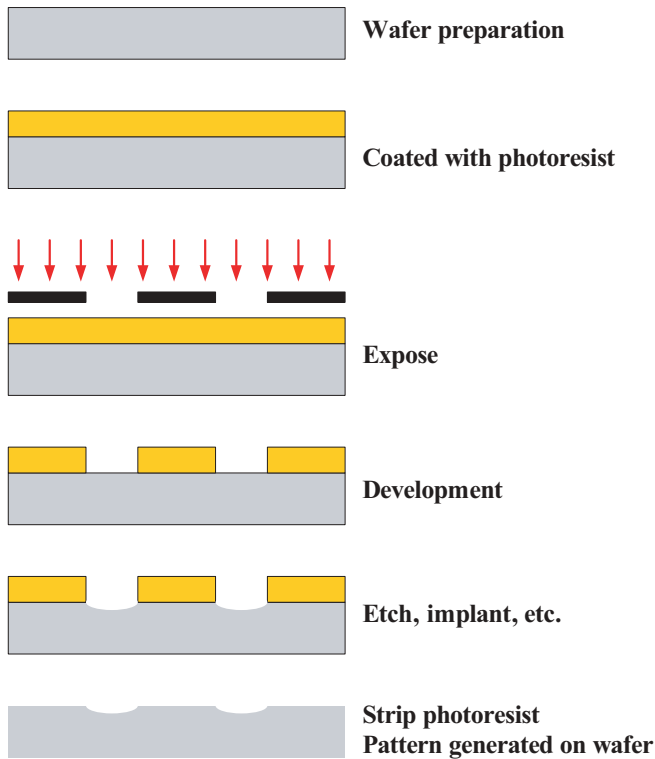 Wafer preparation
Coated with photoresist
Expose
Development
Etch, implant, etc.
Strip photoresist
Pattern generated on wafer